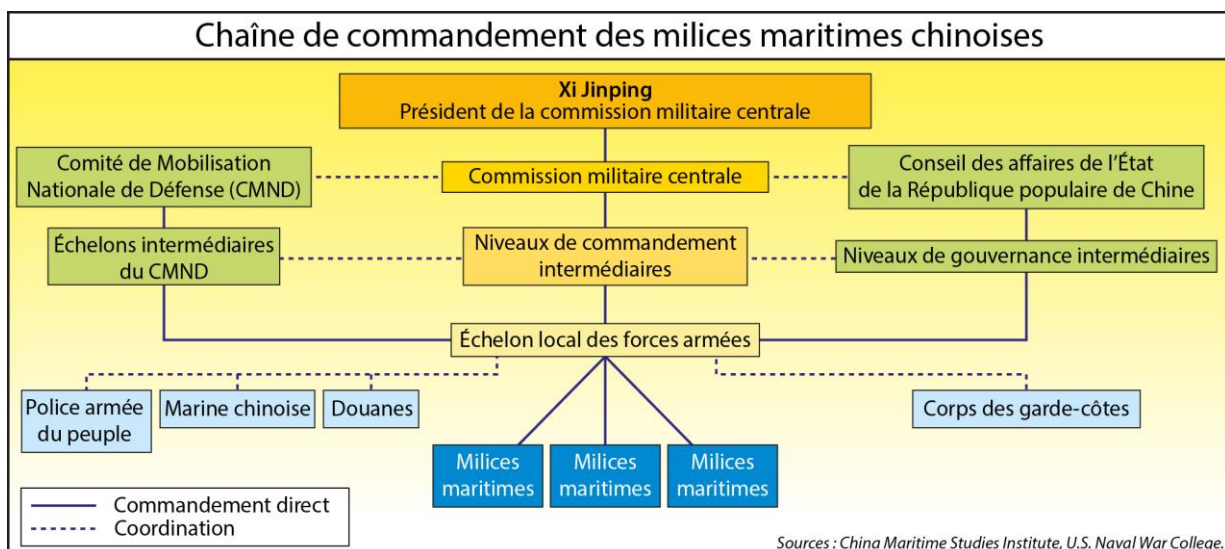 Chaîne de commandement des milices maritimes chinoises
Xi Jinping
Président de la commission militaire centrale
Comité de Mobilisation
Nationale de Défense (CMND)
Commission militaire centrale
Conseil des affaires de l'État
de la République populaire de Chine
Échelons intermédiaires
du CMND
Niveaux de commandement
intermédiaires
Niveaux de gouvernance intermédiaires
Échelon local des forces armées
Police armée
du peuple
Marine chinoise
Douanes
Corps des garde-côtes
Milices
maritimes
Milices
maritimes
Milices
maritimes
Commandement direct
Coordination
Sources : China Maritime Studies Institute, U.S. Naval War College.